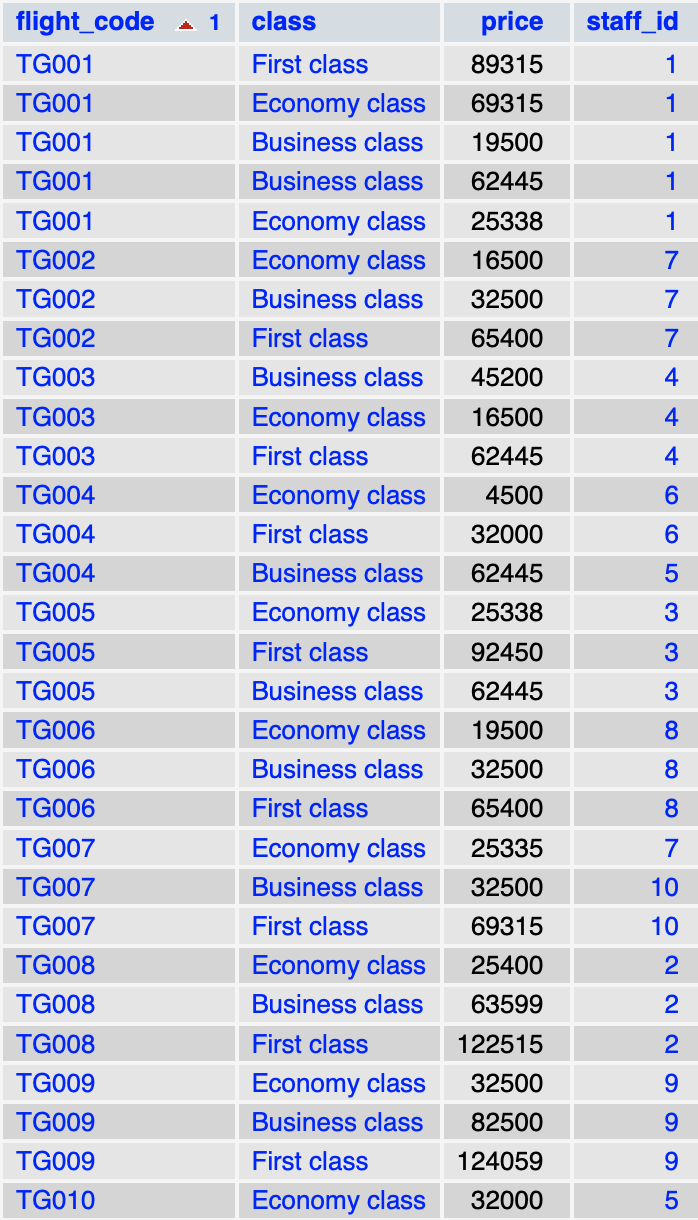 flight_code 1 class price staff_id
TG001 First class 89315 1
TG001 Economy class 69315 1
TG001 Business class 19500 1
TG001 Business class 62445 1
TG001 Economy class 25338 1
TG002 Economy class 16500 7
TG002 Business class 32500 7
TG002 First class 65400 7
TG003 Business class 45200 4
TG003 Economy class 16500 4
TG003 First class 62445 4
TG004 Economy class 4500 6
TG004 First class 32000 6
TG004 Business class 62445 5
TG005 Economy class 25338 3
TG005 First class 92450 3
TG005 Business class 62445 3
TG006 Economy class 19500 8
TG006 Business class 32500 8
TG006 First class 65400 8
TG007 Economy class 25335 7
TG007 Business class 32500 10
TG007 First class 69315 10
TG008 Economy class 25400 2
TG008 Business class 63599 2
TG008 First class 122515 2
TG009 Economy class 32500 9
TG009 Business class 82500 9
TG009 First class 124059 9
TG010 Economy class 32000 5